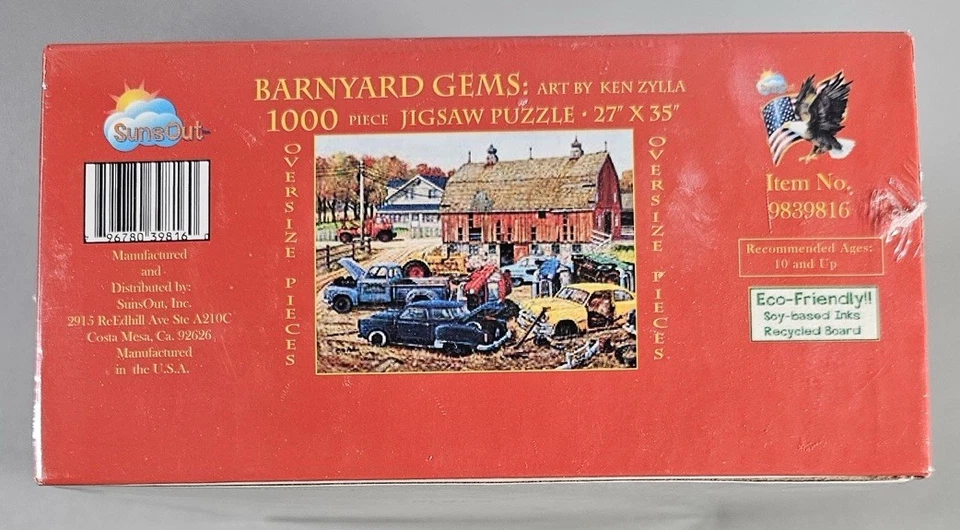 BARNYARD GEMS: ART BY KEN ZYLLA
1000 PIECE JIGSAW PUZZLE • 27" X 35"
OVERSIZE PIECES
OVERSIZE PIECES
SunsOut
96780 39816
Manufactured
and
Distributed by:
SunsOut, Inc.
2915 ReEdhill Ave Ste A210C
Costa Mesa, Ca. 92626
Manufactured
in the U.S.A.
Item No.
9839816
Recommended Ages:
10 and Up
Eco-Friendly!!
Soy-based Inks
Recycled Board